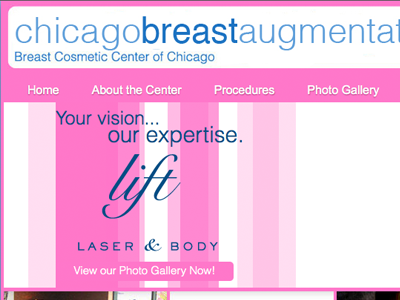 chicagobreastaugmentat
Breast Cosmetic Center of Chicago
Home About the Center Procedures Photo Gallery
Your vision...
our expertise.
lift
LASER & BODY
View our Photo Gallery Now!